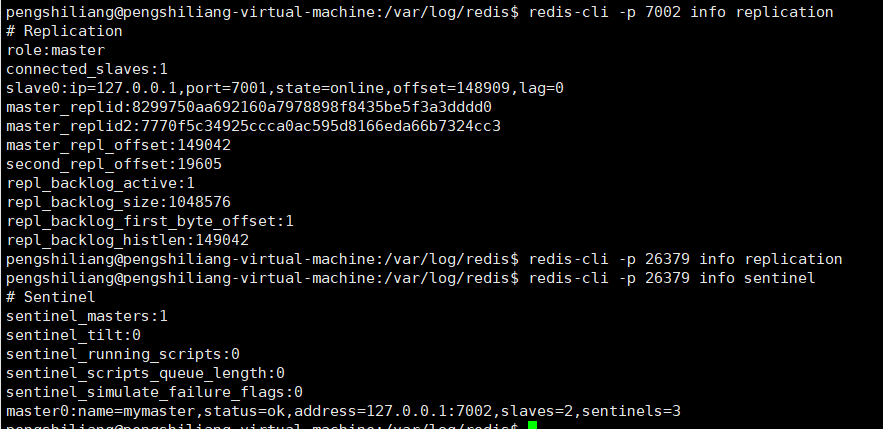 pengshiliang@pengshiliang-virtual-machine:/var/log/redis$ redis-cli -p 7002 info replication
# Replication
role:master
connected_slaves:1
slave0:ip=127.0.0.1,port=7001,state=online,offset=148909,lag=0
master_replid:8299750aa692160a7978898f8435be5f3a3dddd0
master_replid2:7770f5c34925ccca0ac595d8166eda66b7324cc3
master_repl_offset:149042
second_repl_offset:19605
repl_backlog_active:1
repl_backlog_size:1048576
repl_backlog_first_byte_offset:1
repl_backlog_histlen:149042
pengshiliang@pengshiliang-virtual-machine:/var/log/redis$ redis-cli -p 26379 info replication
pengshiliang@pengshiliang-virtual-machine:/var/log/redis$ redis-cli -p 26379 info sentinel
# Sentinel
sentinel_masters:1
sentinel_tilt:0
sentinel_running_scripts:0
sentinel_scripts_queue_length:0
sentinel_simulate_failure_flags:0
master0:name=mymaster,status=ok,address=127.0.0.1:7002,slaves=2,sentinels=3
pengshiliang@pengshiliang-virtual-machine:/var/log/redis$